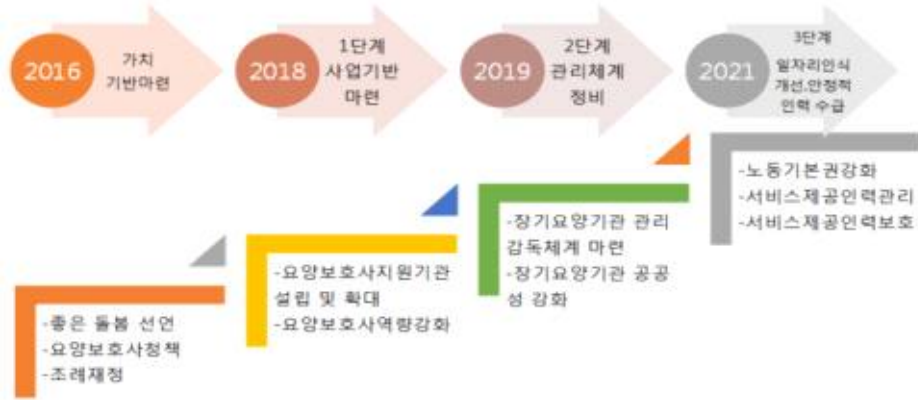 2016
가치
기반마련
2018
1단계
사업기반
마련
2019
2단계
관리체계
정비
2021
3단계
일자리인식
개선,안정적
인력 수급
-좋은 돌봄 선언
-요양보호사정책
-조례재정
-요양보호사지원기관
설립 및 확대
-요양보호사역량강화
-장기요양기관 관리
감독체계 마련
-장기요양기관 공공
성 강화
-노동기본권강화
-서비스제공인력관리
-서비스제공인력보호